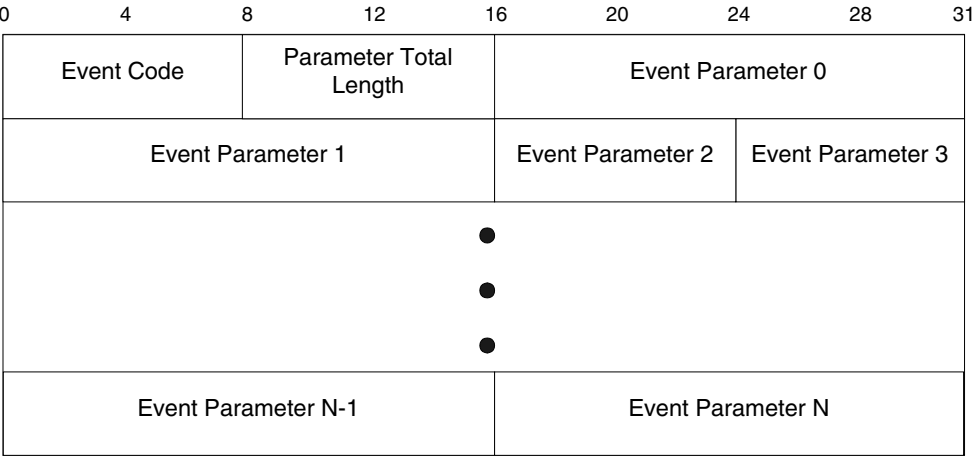 0 4 8 12 16 20 24 28 31
Event Code
Parameter Total
Length
Event Parameter 0
Event Parameter 1
Event Parameter 2
Event Parameter 3
Event Parameter N-1
Event Parameter N